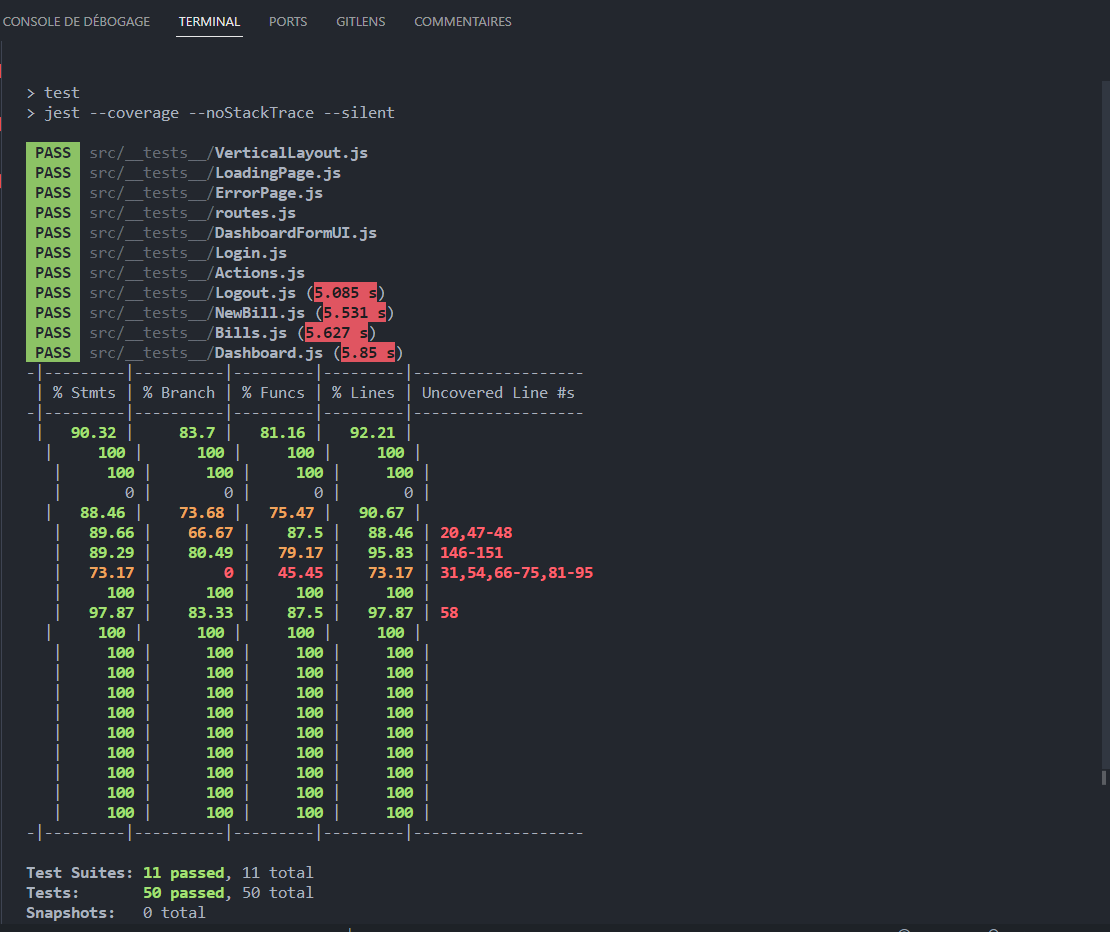 CONSOLE DE DÉBOGAGE TERMINAL PORTS GITLENS COMMENTAIRES
> test
> jest --coverage --noStackTrace --silent
PASS src/__tests__/VerticalLayout.js
PASS src/__tests__/LoadingPage.js
PASS src/__tests__/ErrorPage.js
PASS src/__tests__/routes.js
PASS src/__tests__/DashboardFormUI.js
PASS src/__tests__/Login.js
PASS src/__tests__/Actions.js
PASS src/__tests__/Logout.js (5.085 s)
PASS src/__tests__/NewBill.js (5.531 s)
PASS src/__tests__/Bills.js (5.627 s)
PASS src/__tests__/Dashboard.js (5.85 s)
-|---------|----------|---------|---------|-------------------
 | % Stmts | % Branch | % Funcs | % Lines | Uncovered Line #s
-|---------|----------|---------|---------|-------------------
 | 90.32 | 83.7 | 81.16 | 92.21 |
 | 100 | 100 | 100 | 100 |
 | 100 | 100 | 100 | 100 |
 | 0 | 0 | 0 | 0 |
 | 88.46 | 73.68 | 75.47 | 90.67 |
 | 89.66 | 66.67 | 87.5 | 88.46 | 20,47-48
 | 89.29 | 80.49 | 79.17 | 95.83 | 146-151
 | 73.17 | 0 | 45.45 | 73.17 | 31,54,66-75,81-95
 | 100 | 100 | 100 | 100 |
 | 97.87 | 83.33 | 87.5 | 97.87 | 58
 | 100 | 100 | 100 | 100 |
 | 100 | 100 | 100 | 100 |
 | 100 | 100 | 100 | 100 |
 | 100 | 100 | 100 | 100 |
 | 100 | 100 | 100 | 100 |
 | 100 | 100 | 100 | 100 |
 | 100 | 100 | 100 | 100 |
 | 100 | 100 | 100 | 100 |
 | 100 | 100 | 100 | 100 |
 | 100 | 100 | 100 | 100 |
-|---------|----------|---------|---------|-------------------
Test Suites: 11 passed, 11 total
Tests: 50 passed, 50 total
Snapshots: 0 total